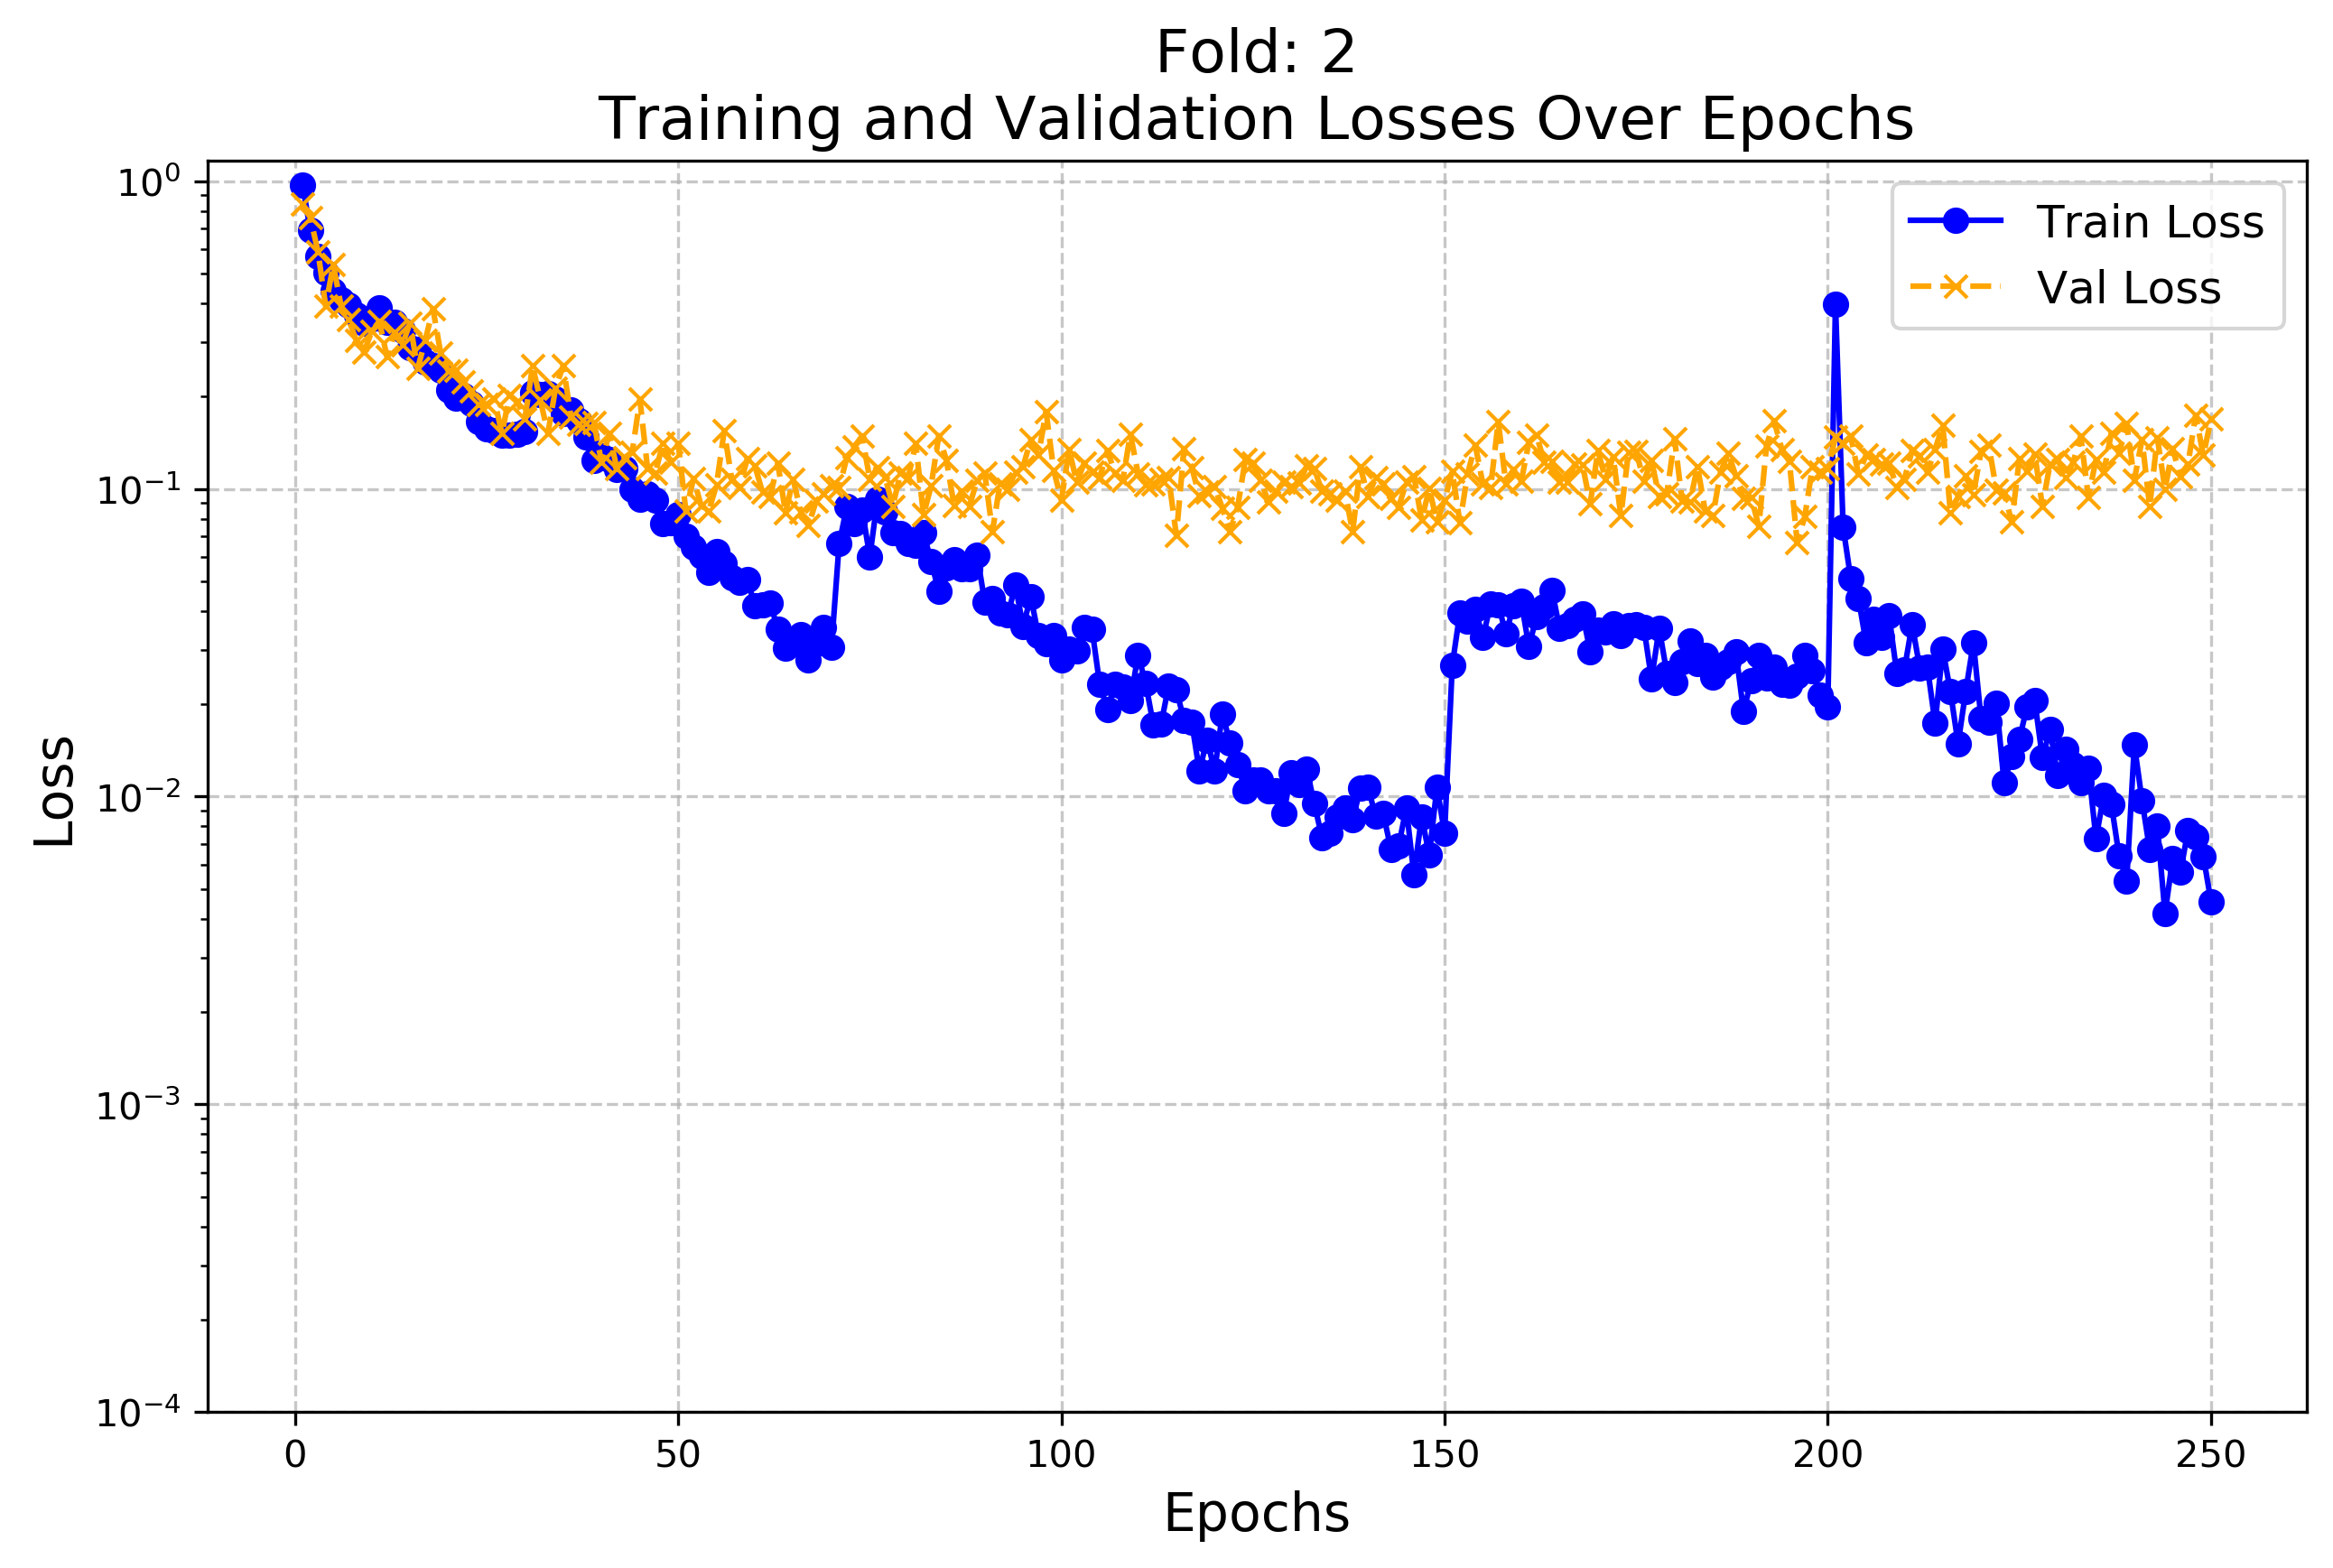 Fold: 2
Training and Validation Losses Over Epochs
Train Loss
Val Loss
Loss
10⁰
10⁻¹
10⁻²
10⁻³
10⁻⁴
0 50 100 150 200 250
Epochs